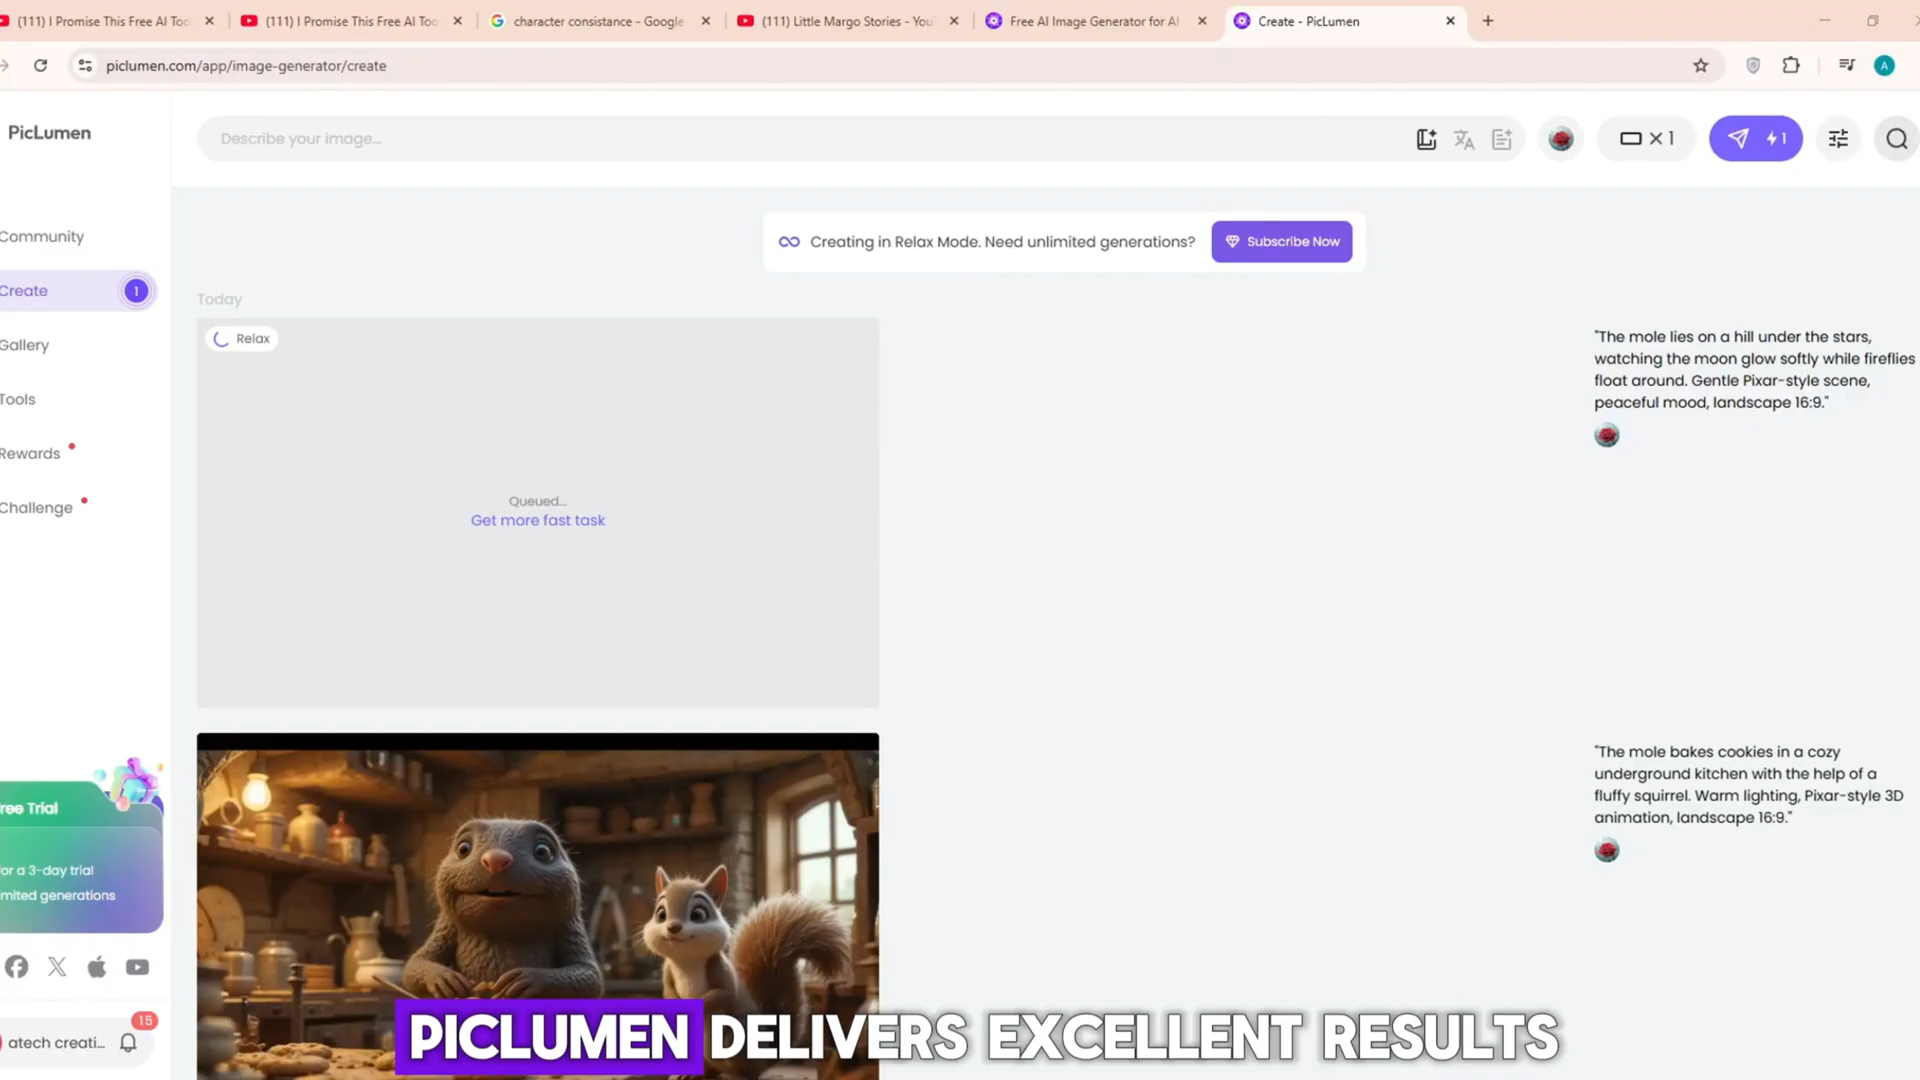 (111) I Promise This Free AI Too
(111) I Promise This Free AI Too
character consistance - Google
(111) Little Margo Stories - You
Free AI Image Generator for AI
Create - PicLumen
piclumen.com/app/image-generator/create
A
PicLumen
Describe your image...
× 1
1
Community
Create
1
Gallery
Tools
Rewards
Challenge
Creating in Relax Mode. Need unlimited generations?
Subscribe Now
Today
Relax
Queued...
Get more fast task
"The mole lies on a hill under the stars,
watching the moon glow softly while fireflies
float around. Gentle Pixar-style scene,
peaceful mood, landscape 16:9."
"The mole bakes cookies in a cozy
underground kitchen with the help of a
fluffy squirrel. Warm lighting, Pixar-style 3D
animation, landscape 16:9."
ree Trial
or a 3-day trial
mited generations
15
atech creati...
PICLUMEN DELIVERS EXCELLENT RESULTS